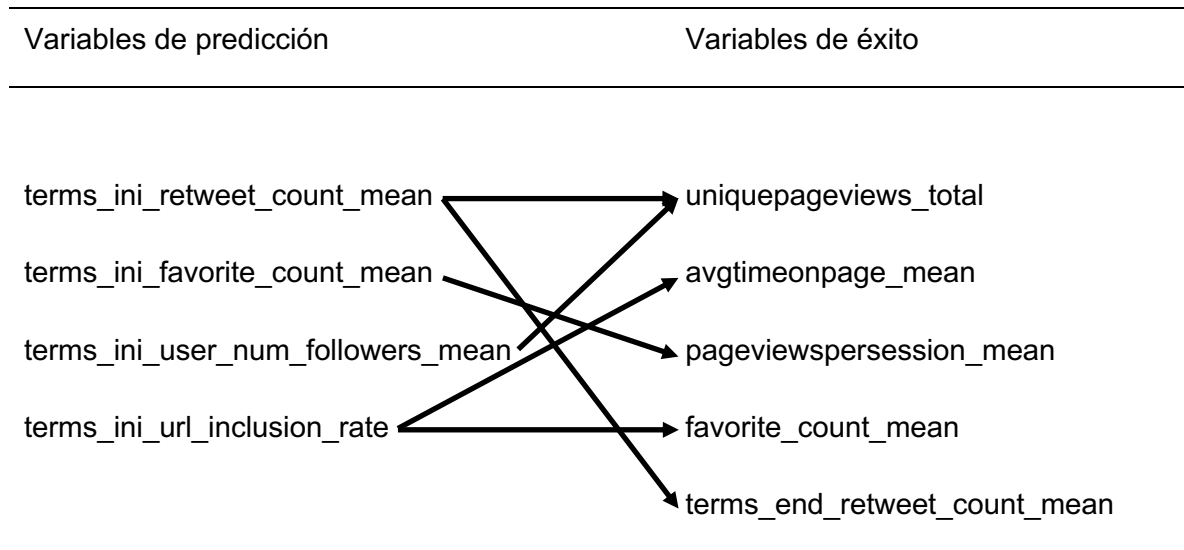 Variables de predicción Variables de éxito
terms_ini_retweet_count_mean uniquepageviews_total
terms_ini_favorite_count_mean avgtimeonpage_mean
terms_ini_user_num_followers_mean pageviewspersession_mean
terms_ini_url_inclusion_rate favorite_count_mean
terms_end_retweet_count_mean